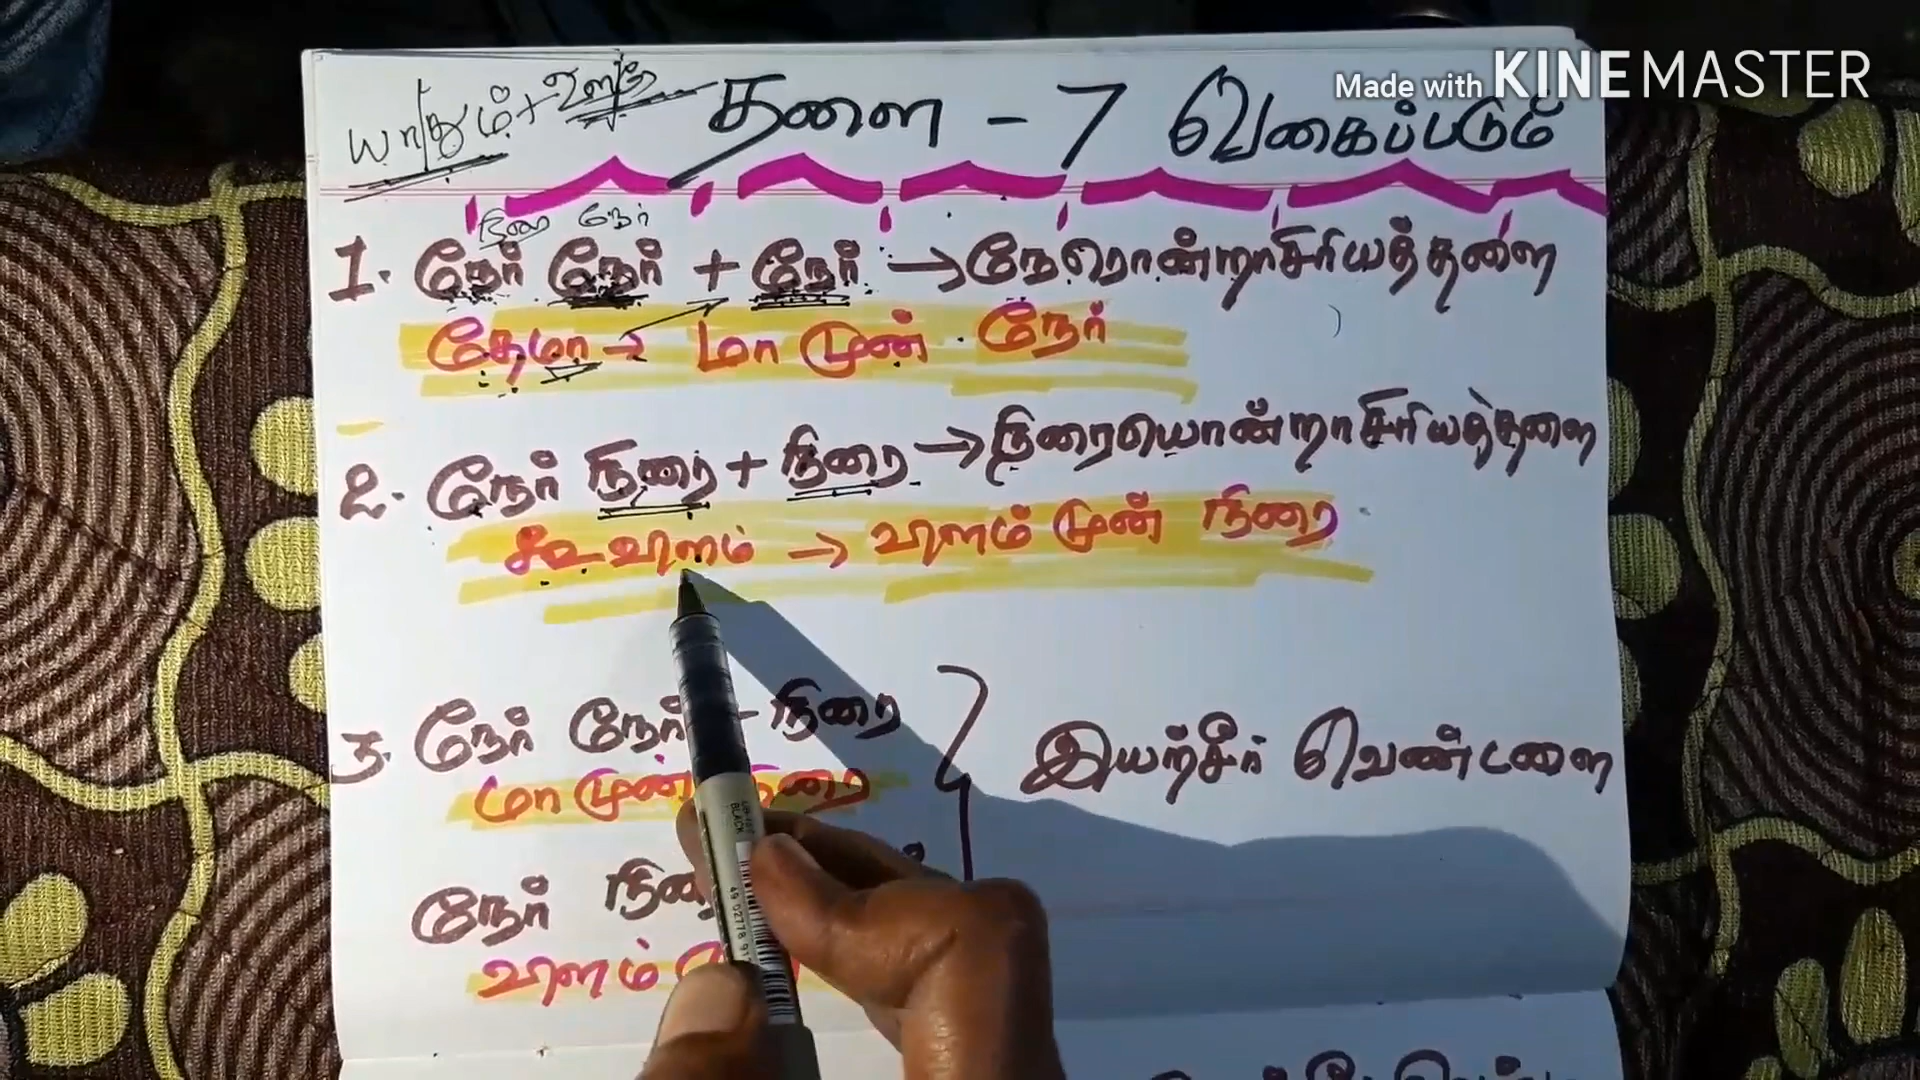 Made with KINEMASTER
யாதும் + ஊரே
தளை - 7 வகைப்படும்
நிரை நேர்
1. நேர் நேர் + நேர் → நேரொன்றாசிரியத்தளை
தேமா → மா முன் நேர்
2. நேர் நிரை + நிரை → நிரையொன்றாசிரியத்தளை
கூவிளம் → விளம் முன் நிரை
3. நேர் நேர் - நிரை
இயற்சீர் வெண்டளை
மா முன் நிரை
நேர் நிரை
விளம்